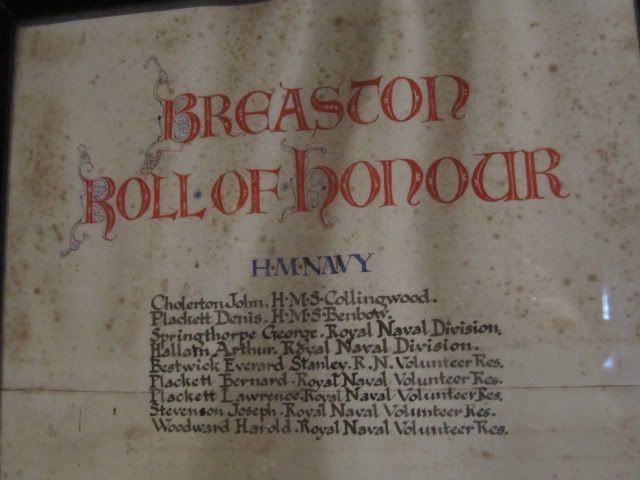 BREASTON
ROLL·OF·HONOUR
H·M·NAVY
Cholerton John. H·M·S·Collingwood.
Plackett Denis. H·M·S·Benbow.
Springthorpe George. Royal Naval Division.
Hallam Arthur. Royal Naval Division.
Bestwick Everard Stanley. R.N. Volunteer Res.
Plackett Bernard. Royal Naval Volunteer Res.
Plackett Lawrence. Royal Naval Volunteer Res.
Stevenson Joseph. Royal Naval Volunteer Res.
Woodward Harold. Royal Naval Volunteer Res.